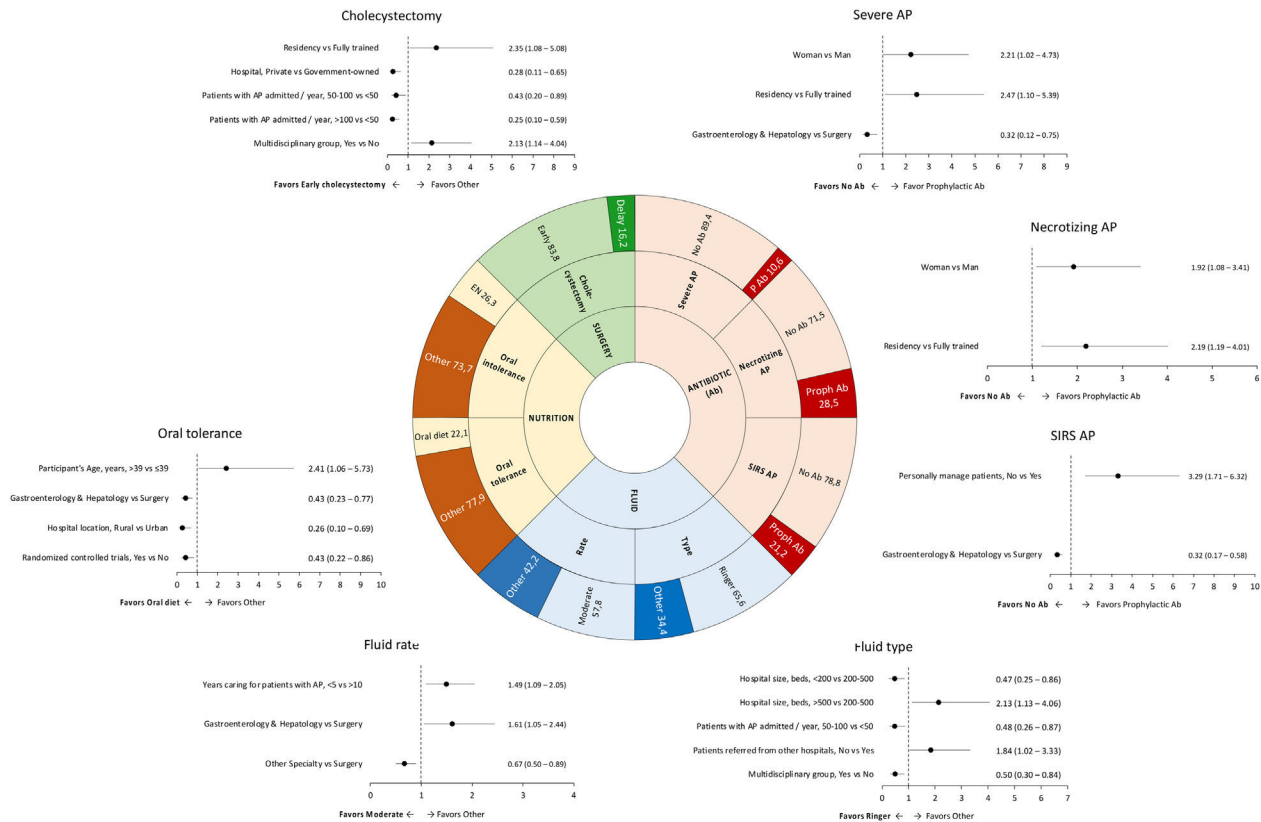 Cholecystectomy
Residency vs Fully trained 2.35 (1.08 – 5.08)
Hospital, Private vs Government-owned 0.28 (0.11 – 0.65)
Patients with AP admitted / year, 50-100 vs <50 0.43 (0.20 – 0.89)
Patients with AP admitted / year, >100 vs <50 0.25 (0.10 – 0.59)
Multidisciplinary group, Yes vs No 2.13 (1.14 – 4.04)
0 1 2 3 4 5 6 7 8 9
Favors Early cholecystectomy ← → Favors Other
Severe AP
Woman vs Man 2.21 (1.02 – 4.73)
Residency vs Fully trained 2.47 (1.10 – 5.39)
Gastroenterology & Hepatology vs Surgery 0.32 (0.12 – 0.75)
0 1 2 3 4 5 6 7 8 9
Favors No Ab ← → Favor Prophylactic Ab
Necrotizing AP
Woman vs Man 1.92 (1.08 – 3.41)
Residency vs Fully trained 2.19 (1.19 – 4.01)
0 1 2 3 4 5 6
Favors No Ab ← → Favors Prophylactic Ab
SIRS AP
Personally manage patients, No vs Yes 3.29 (1.71 – 6.32)
Gastroenterology & Hepatology vs Surgery 0.32 (0.17 – 0.58)
0 1 2 3 4 5 6 7 8 9 10
Favors No Ab ← → Favors Prophylactic Ab
Oral tolerance
Participant's Age, years, >39 vs ≤39 2.41 (1.06 – 5.73)
Gastroenterology & Hepatology vs Surgery 0.43 (0.23 – 0.77)
Hospital location, Rural vs Urban 0.26 (0.10 – 0.69)
Randomized controlled trials, Yes vs No 0.43 (0.22 – 0.86)
0 1 2 3 4 5 6 7 8 9 10
Favors Oral diet ← → Favors Other
Fluid rate
Years caring for patients with AP, <5 vs >10 1.49 (1.09 – 2.05)
Gastroenterology & Hepatology vs Surgery 1.61 (1.05 – 2.44)
Other Specialty vs Surgery 0.67 (0.50 – 0.89)
0 1 2 3 4
Favors Moderate ← → Favors Other
Fluid type
Hospital size, beds, <200 vs 200-500 0.47 (0.25 – 0.86)
Hospital size, beds, >500 vs 200-500 2.13 (1.13 – 4.06)
Patients with AP admitted / year, 50-100 vs <50 0.48 (0.26 – 0.87)
Patients referred from other hospitals, No vs Yes 1.84 (1.02 – 3.33)
Multidisciplinary group, Yes vs No 0.50 (0.30 – 0.84)
0 1 2 3 4 5 6 7
Favors Ringer ← → Favors Other
ANTIBIOTIC
(Ab)
Severe AP
No Ab 89,4
P Ab 10,6
Necrotizing
AP
No Ab 71,5
Proph Ab
28,5
SIRS AP
No Ab 78,8
Proph Ab
21,2
FLUID
Type
Ringer 65,6
Other 34,4
Rate
Moderate
57,8
Other 42,2
NUTRITION
Oral
tolerance
Other 77,9
Oral diet 22,1
Oral
intolerance
Other 73,7
EN 26,3
SURGERY
Chole-
cystectomy
Early 83,8
Delay 16,2